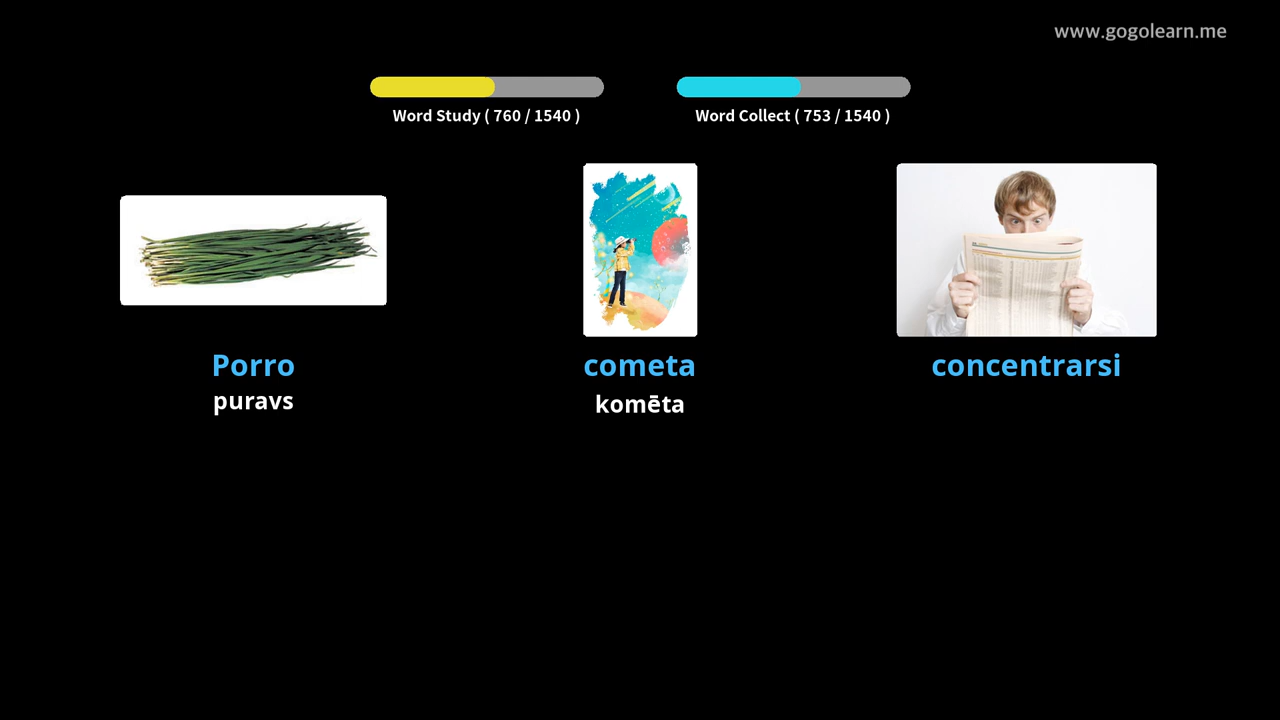 www.gogolearn.me
Word Study ( 760 / 1540 )
Word Collect ( 753 / 1540 )
Porro
puravs
cometa
komēta
concentrarsi